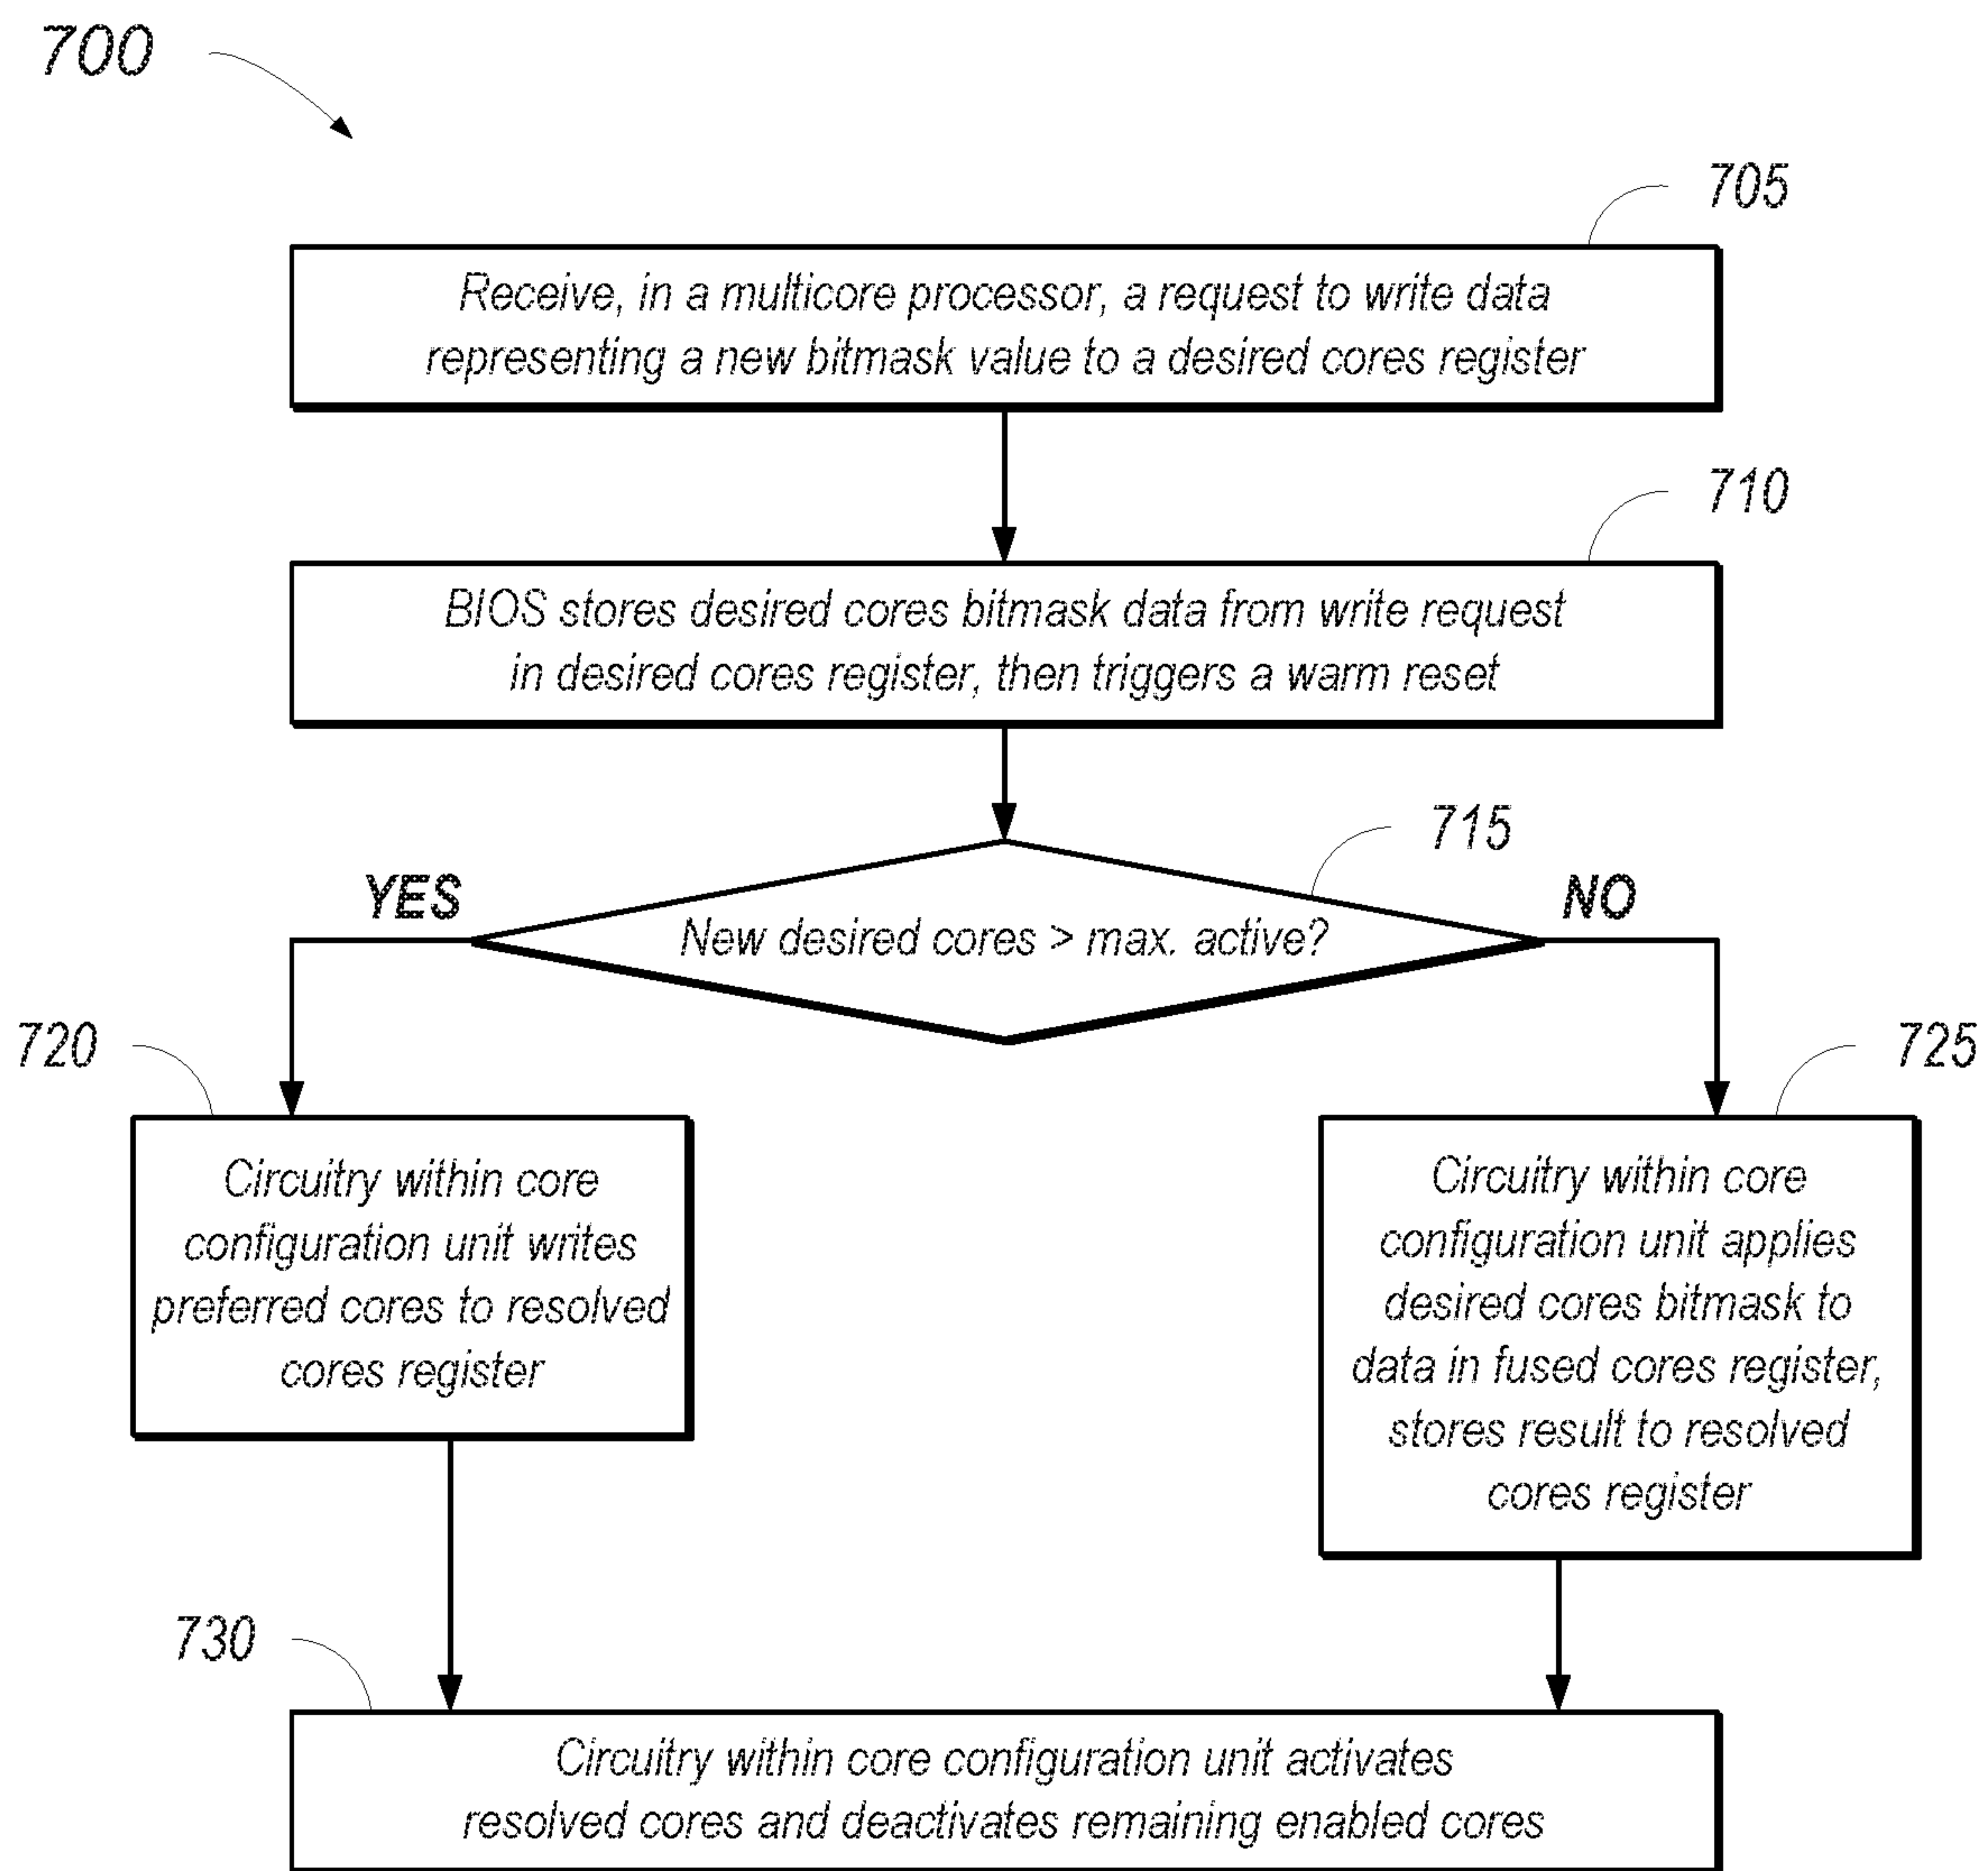 700
705
Receive, in a multicore processor, a request to write data
representing a new bitmask value to a desired cores register
710
BIOS stores desired cores bitmask data from write request
in desired cores register, then triggers a warm reset
715
YES
NO
New desired cores > max. active?
720
725
Circuitry within core
configuration unit writes
preferred cores to resolved
cores register
Circuitry within core
configuration unit applies
desired cores bitmask to
data in fused cores register,
stores result to resolved
cores register
730
Circuitry within core configuration unit activates
resolved cores and deactivates remaining enabled cores